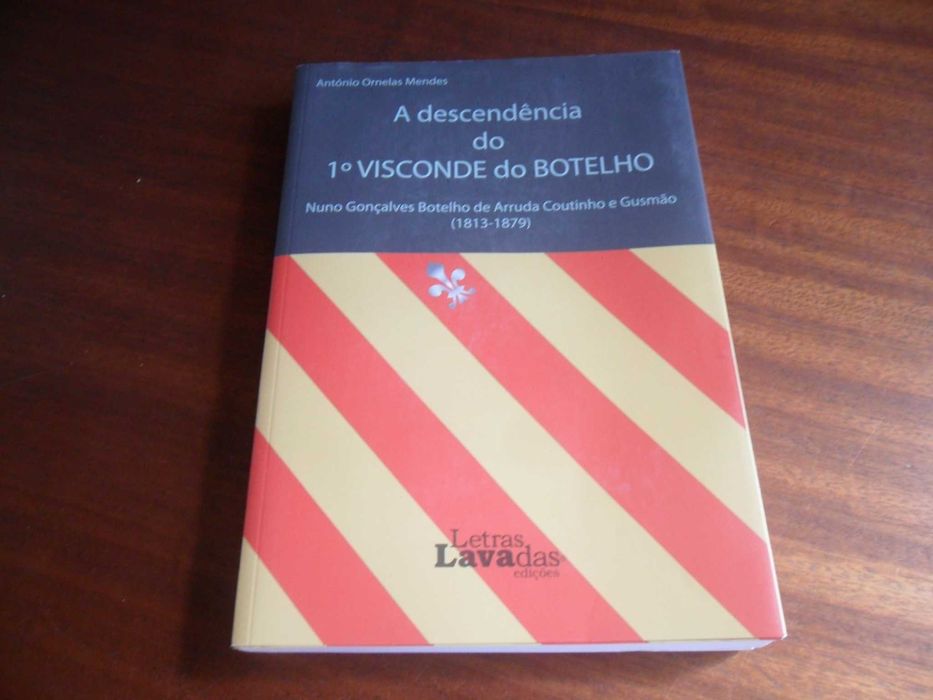 António Ornelas Mendes
A descendência
do
1º VISCONDE do BOTELHO
Nuno Gonçalves Botelho de Arruda Coutinho e Gusmão
(1813-1879)
Letras
LAVAdas
edições